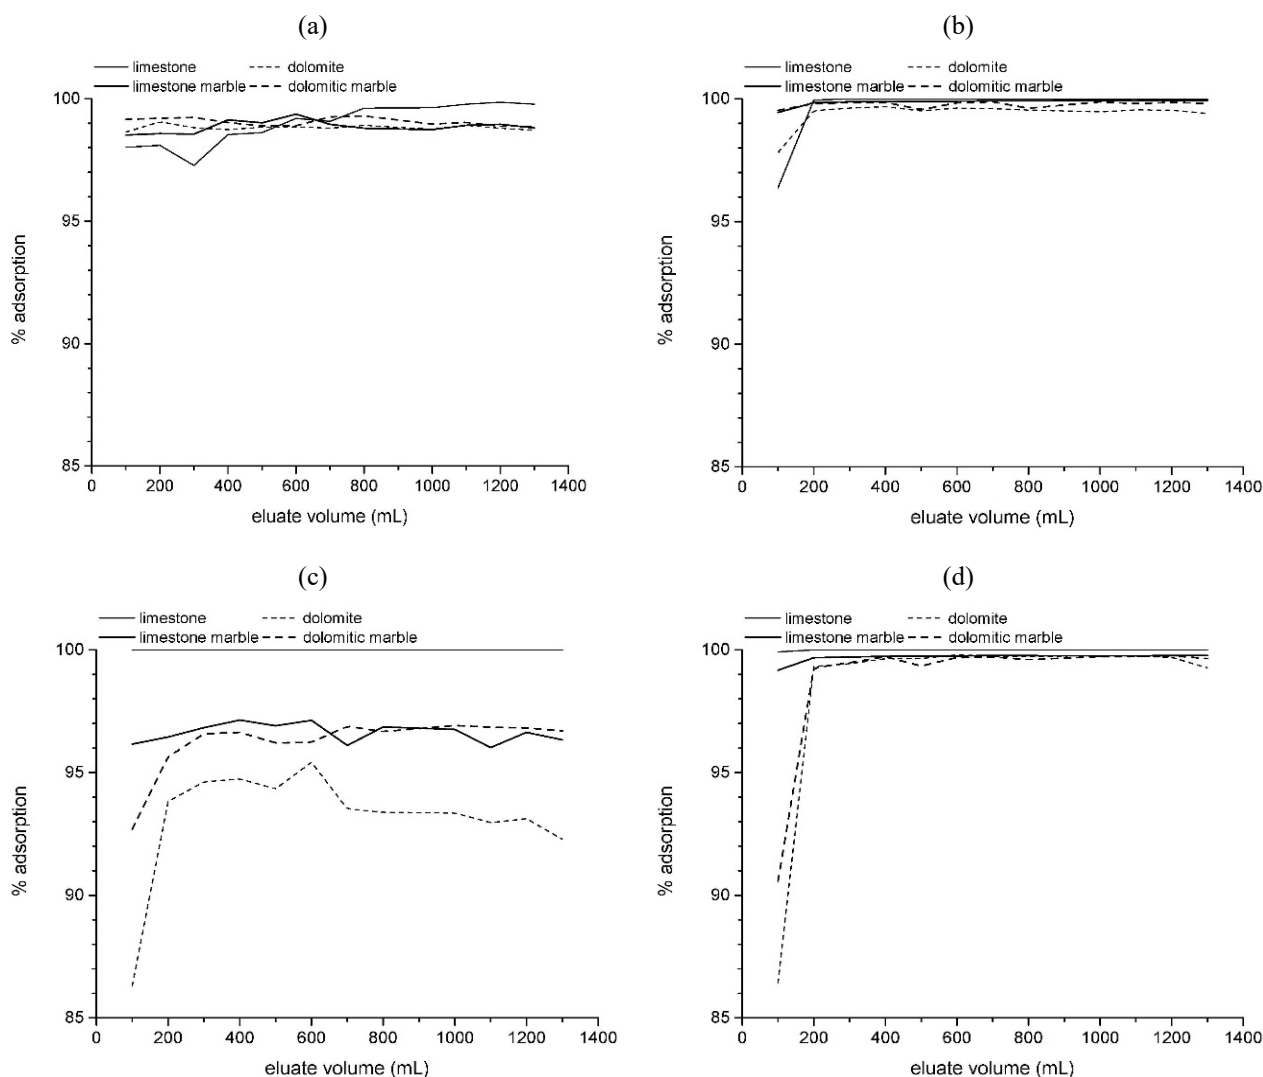 (a)
limestone dolomite
limestone marble dolomitic marble
100
95
90
85
0 200 400 600 800 1000 1200 1400
% adsorption
eluate volume (mL)
(b)
limestone dolomite
limestone marble dolomitic marble
100
95
90
85
0 200 400 600 800 1000 1200 1400
% adsorption
eluate volume (mL)
(c)
limestone dolomite
limestone marble dolomitic marble
100
95
90
85
0 200 400 600 800 1000 1200 1400
% adsorption
eluate volume (mL)
(d)
limestone dolomite
limestone marble dolomitic marble
100
95
90
85
0 200 400 600 800 1000 1200 1400
% adsorption
eluate volume (mL)